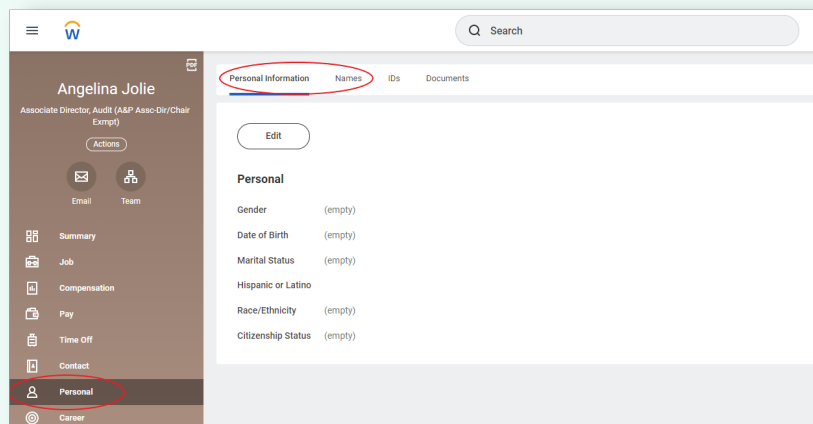 W
Search
PDF
Angelina Jolie
Associate Director, Audit (A&P Assc-Dir/Chair
Exmpt)
Actions
Email Team
Summary
Job
Compensation
Pay
Time Off
Contact
Personal
Career
Personal Information Names IDs Documents
Edit
Personal
Gender (empty)
Date of Birth (empty)
Marital Status (empty)
Hispanic or Latino
Race/Ethnicity (empty)
Citizenship Status (empty)